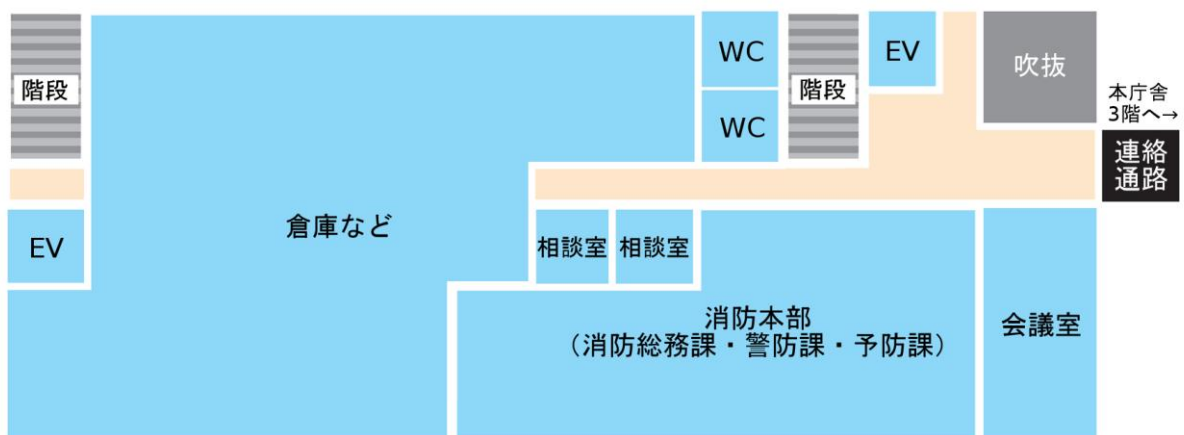 階段
WC
WC
階段
EV
吹抜
本庁舎
3階へ→
連絡
通路
EV
倉庫など
相談室
相談室
消防本部
（消防総務課・警防課・予防課）
会議室